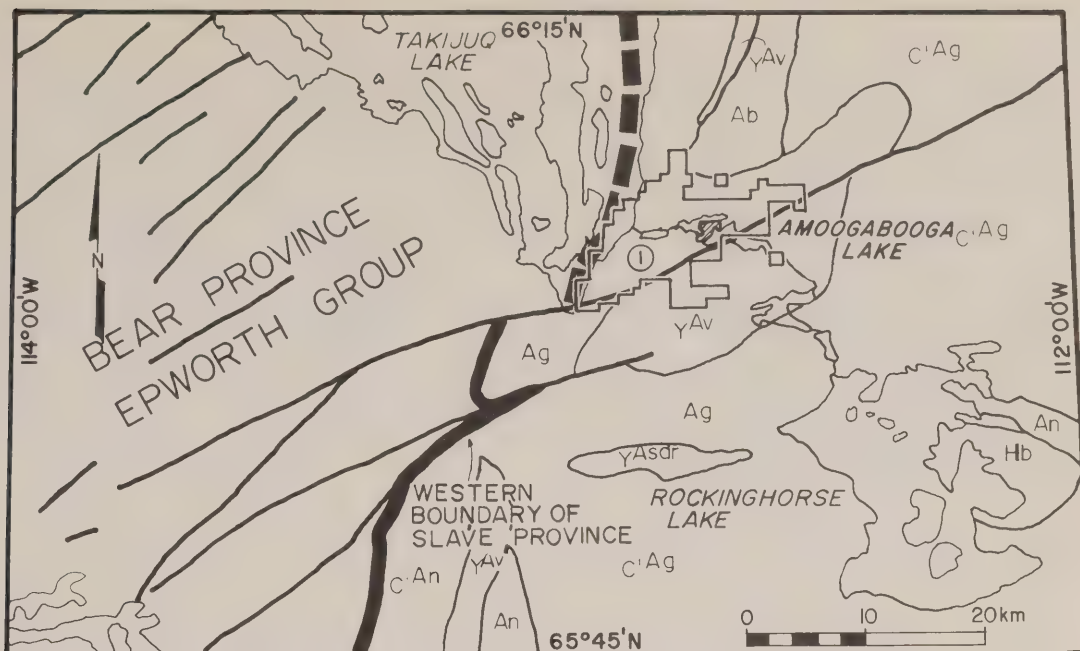 66°15'N
TAKIJUQ
LAKE
YAv
C'Ag
Ab
N
BEAR PROVINCE
EPWORTH GROUP
114°00'W
AMOOGABOOGA
LAKE
C'Ag
1
YAv
112°00'W
Ag
Ag
An
Hb
YAsdr
ROCKINGHORSE
LAKE
WESTERN
BOUNDARY OF
SLAVE PROVINCE
YAv
C'An
C'Ag
An
65°45'N
0 10 20 km